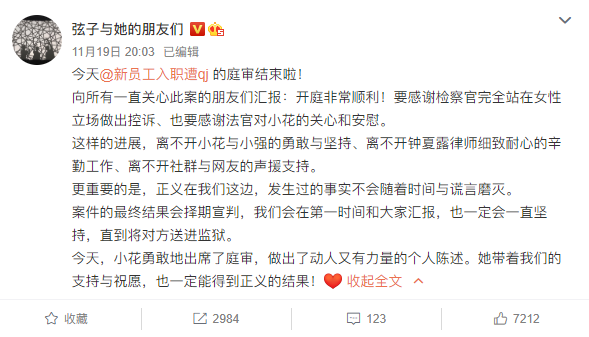 弦子与她的朋友们
11月19日 20:03 已编辑
今天@新员工入职遭qj 的庭审结束啦！
向所有一直关心此案的朋友们汇报：开庭非常顺利！要感谢检察官完全站在女性
立场做出控诉、也要感谢法官对小花的关心和安慰。
这样的进展，离不开小花与小强的勇敢与坚持、离不开钟夏露律师细致耐心的辛
勤工作、离不开社群与网友的声援支持。
更重要的是，正义在我们这边，发生过的事实不会随着时间与谎言磨灭。
案件的最终结果会择期宣判，我们会在第一时间和大家汇报，也一定会一直坚
持，直到将对方送进监狱。
今天，小花勇敢地出席了庭审，做出了动人又有力量的个人陈述。她带着我们的
支持与祝愿，也一定能得到正义的结果！ 收起全文
收藏 2984 123 7212